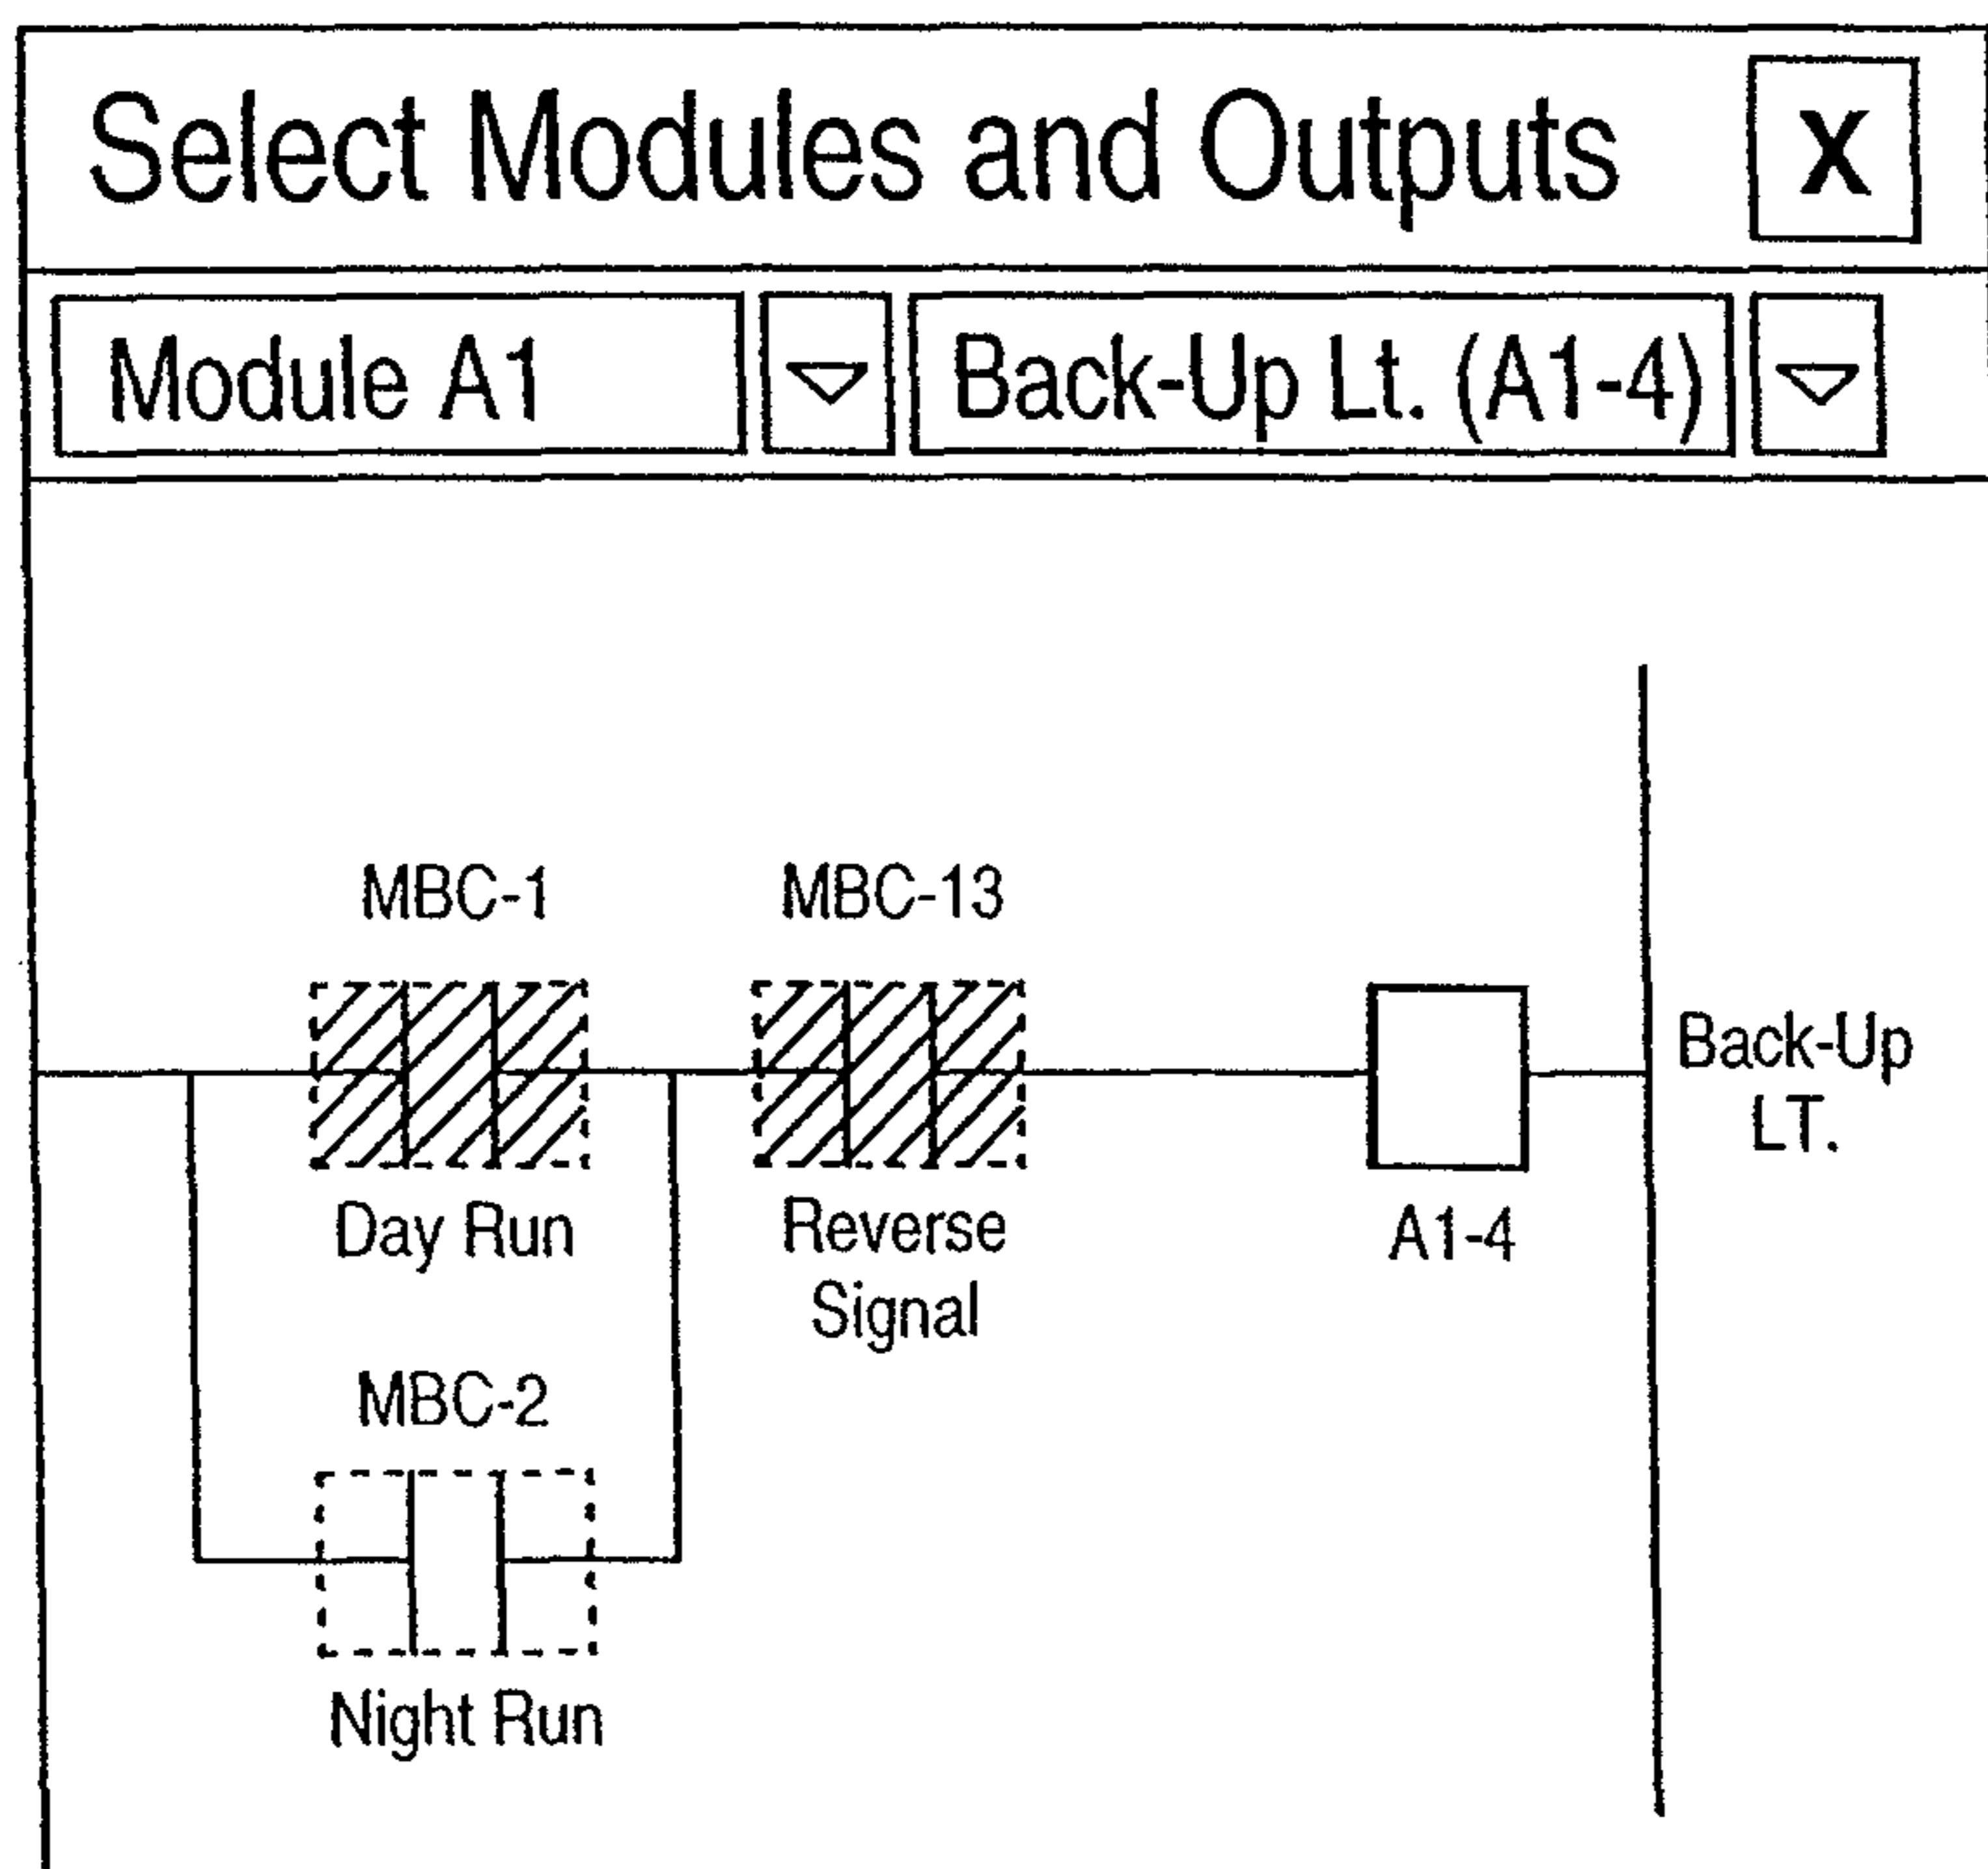 Select Modules and Outputs X
Module A1 Back-Up Lt. (A1-4)
MBC-1 MBC-13
Back-Up
LT.
Day Run Reverse
Signal
A1-4
MBC-2
Night Run